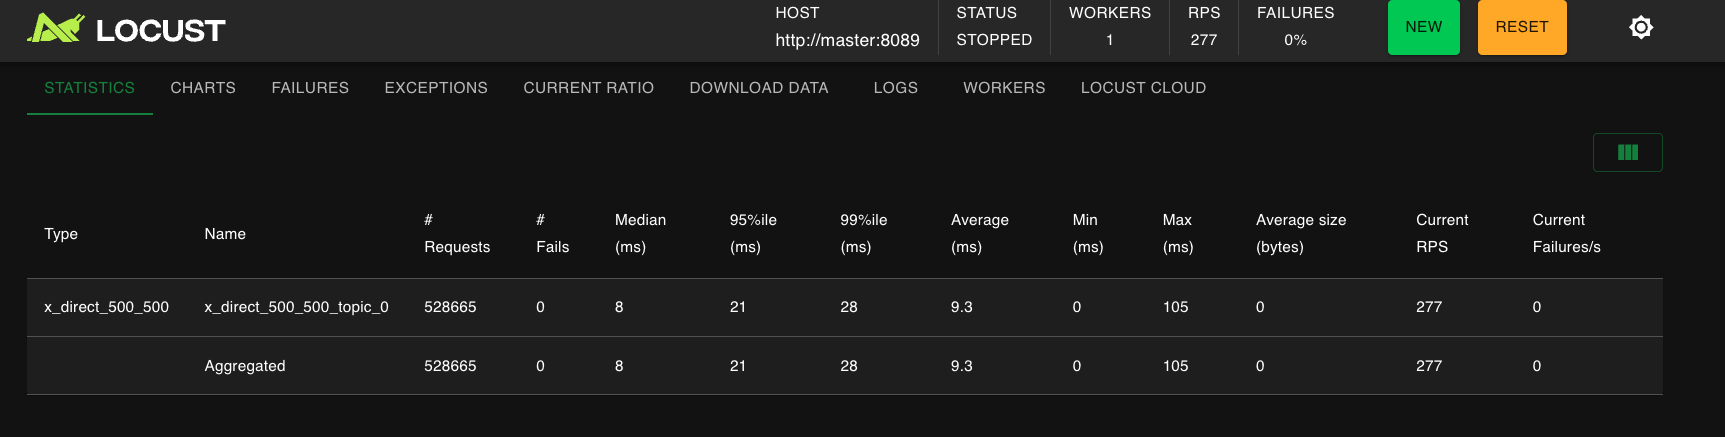 LOCUST
HOST
http://master:8089
STATUS
STOPPED
WORKERS
1
RPS
277
FAILURES
0%
NEW
RESET
STATISTICS CHARTS FAILURES EXCEPTIONS CURRENT RATIO DOWNLOAD DATA LOGS WORKERS LOCUST CLOUD
Type
Name
# Requests
# Fails
Median (ms)
95%ile (ms)
99%ile (ms)
Average (ms)
Min (ms)
Max (ms)
Average size (bytes)
Current RPS
Current Failures/s
x_direct_500_500 x_direct_500_500_topic_0 528665 0 8 21 28 9.3 0 105 0 277 0
Aggregated 528665 0 8 21 28 9.3 0 105 0 277 0